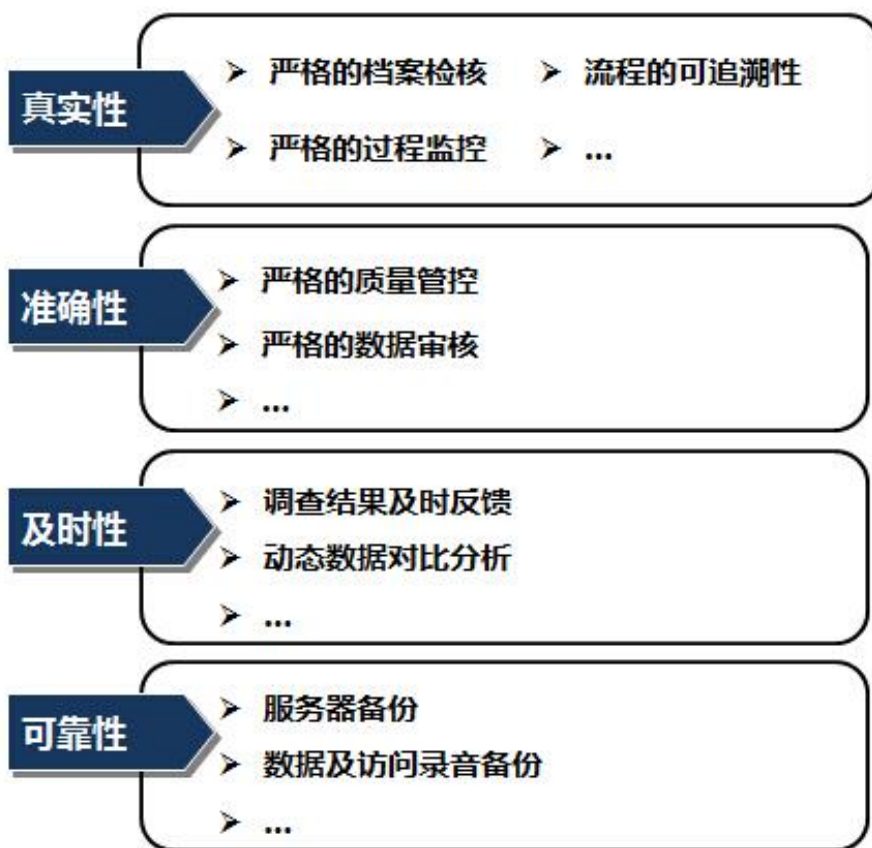 真实性
➢ 严格的档案检核 ➢ 流程的可追溯性
➢ 严格的过程监控 ➢ ...
准确性
➢ 严格的质量管控
➢ 严格的数据审核
➢ ...
及时性
➢ 调查结果及时反馈
➢ 动态数据对比分析
➢ ...
可靠性
➢ 服务器备份
➢ 数据及访问录音备份
➢ ...